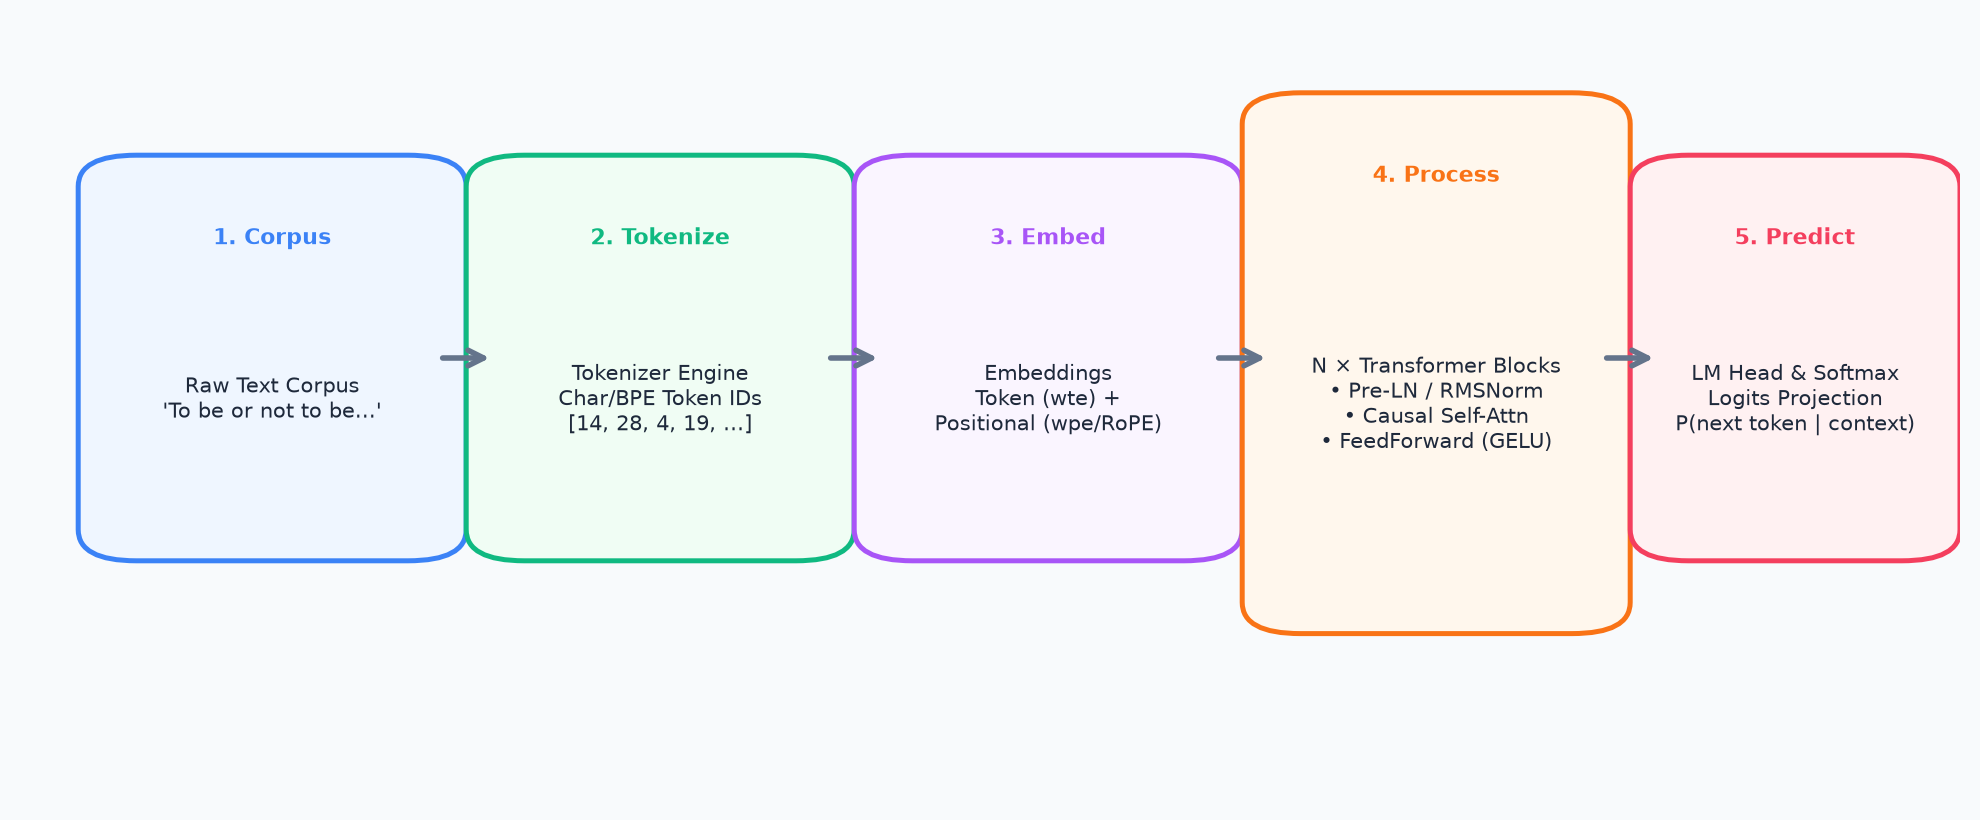 1. Corpus
Raw Text Corpus
'To be or not to be...'
2. Tokenize
Tokenizer Engine
Char/BPE Token IDs
[14, 28, 4, 19, ...]
3. Embed
Embeddings
Token (wte) +
Positional (wpe/RoPE)
4. Process
N × Transformer Blocks
• Pre-LN / RMSNorm
• Causal Self-Attn
• FeedForward (GELU)
5. Predict
LM Head & Softmax
Logits Projection
P(next token | context)